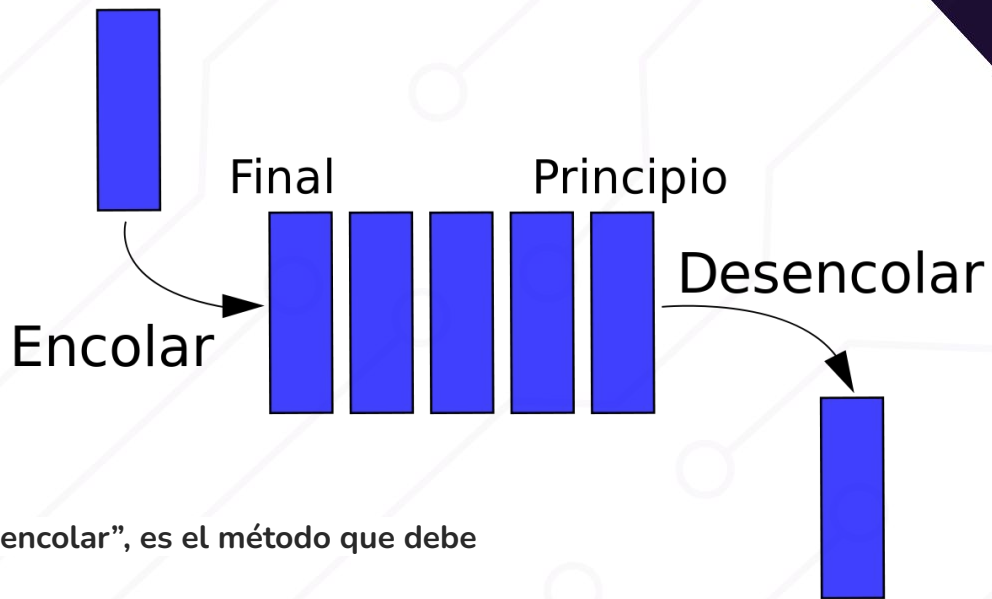 Final
Principio
Desencolar
Encolar
encolar”, es el método que debe